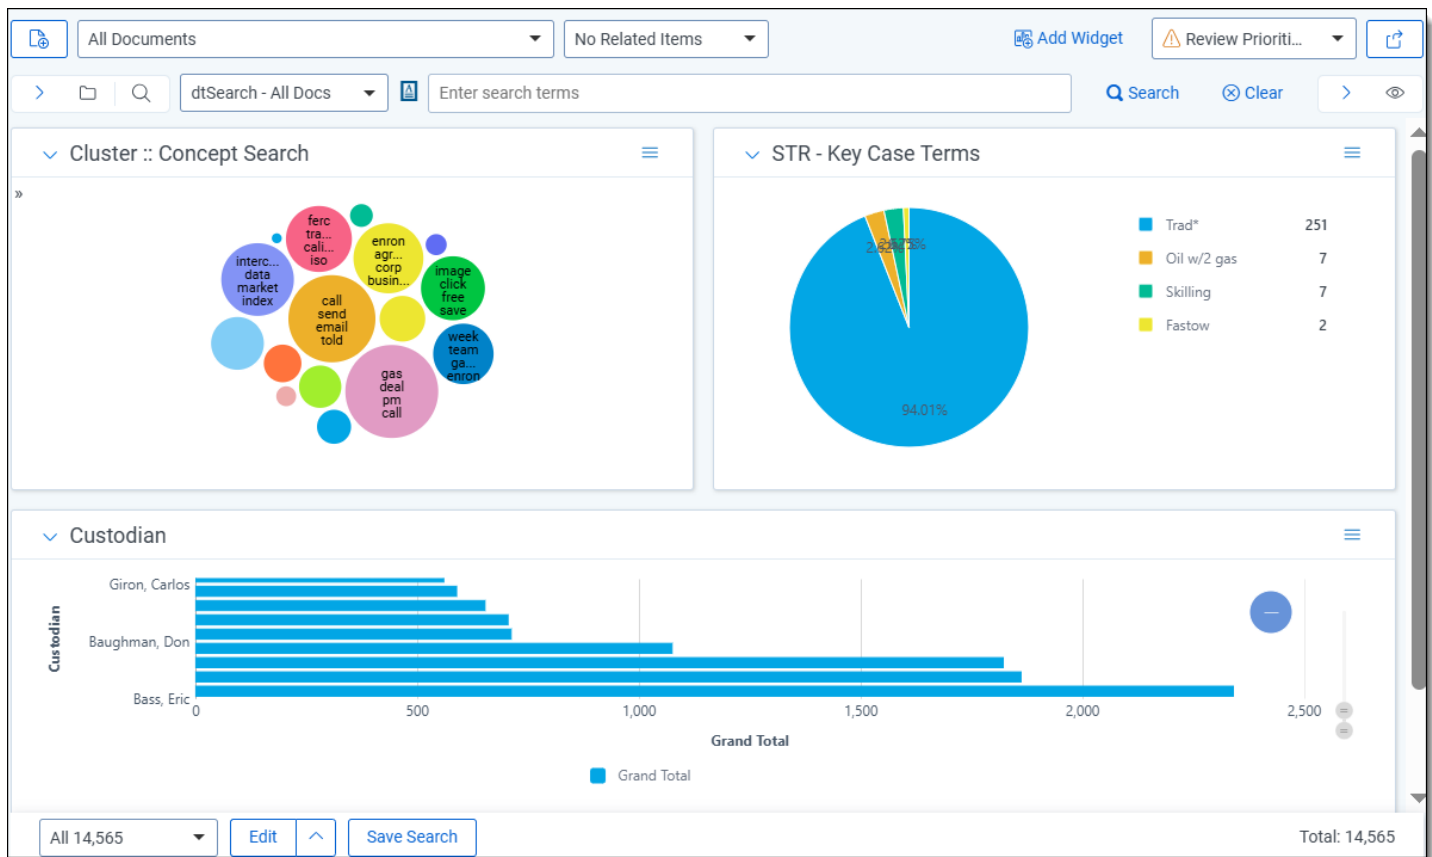 All Documents
No Related Items
Add Widget
Review Prioriti...
dtSearch - All Docs
Enter search terms
Search
Clear
Cluster :: Concept Search
»
ferc
tra...
cali...
iso
enron
agr...
corp
busin...
interc...
data
market
index
image
click
free
save
call
send
email
told
week
team
ga...
enron
gas
deal
pm
call
STR - Key Case Terms
94.01%
Trad* 251
Oil w/2 gas 7
Skilling 7
Fastow 2
Custodian
Custodian
Giron, Carlos
Baughman, Don
Bass, Eric
0 500 1,000 1,500 2,000 2,500
Grand Total
Grand Total
All 14,565
Edit
Save Search
Total: 14,565